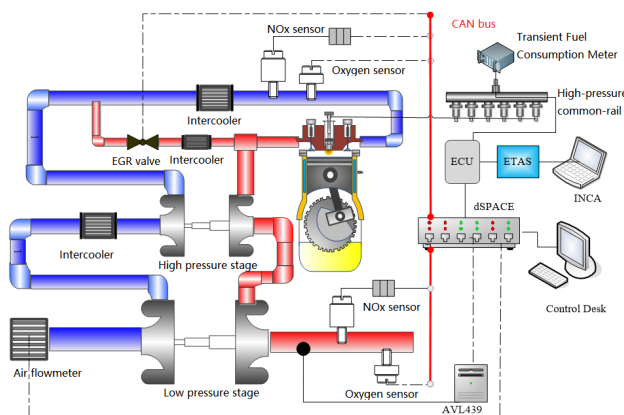 CAN bus
NOx sensor
Transient Fuel
Consumption Meter
Oxygen sensor
High-pressure
common-rail
Intercooler
EGR valve
Intercooler
ECU
ETAS
INCA
dSPACE
Intercooler
High pressure stage
NOx sensor
Control Desk
Air flowmeter
Low pressure stage
Oxygen sensor
AVL439